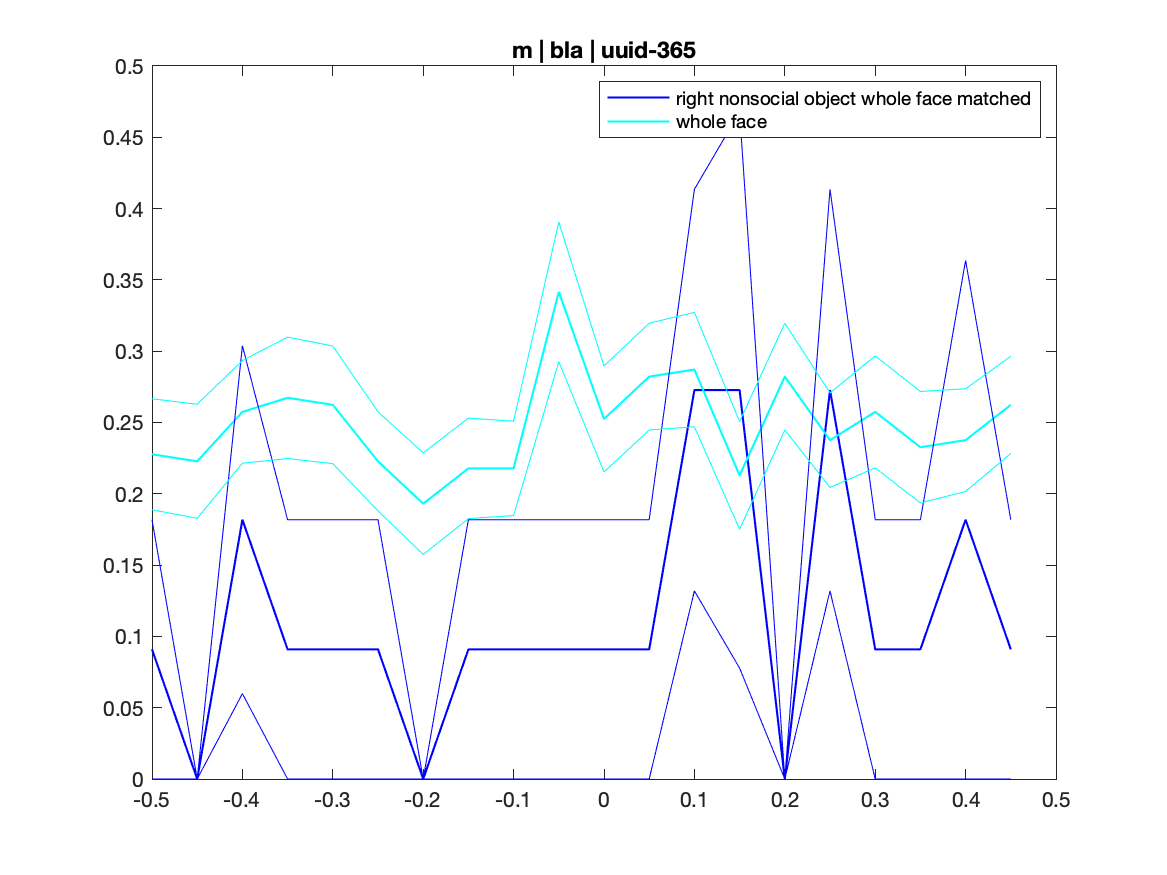 m | bla | uuid-365
right nonsocial object whole face matched
whole face
0.5
0.45
0.4
0.35
0.3
0.25
0.2
0.15
0.1
0.05
0
-0.5 -0.4 -0.3 -0.2 -0.1 0 0.1 0.2 0.3 0.4 0.5